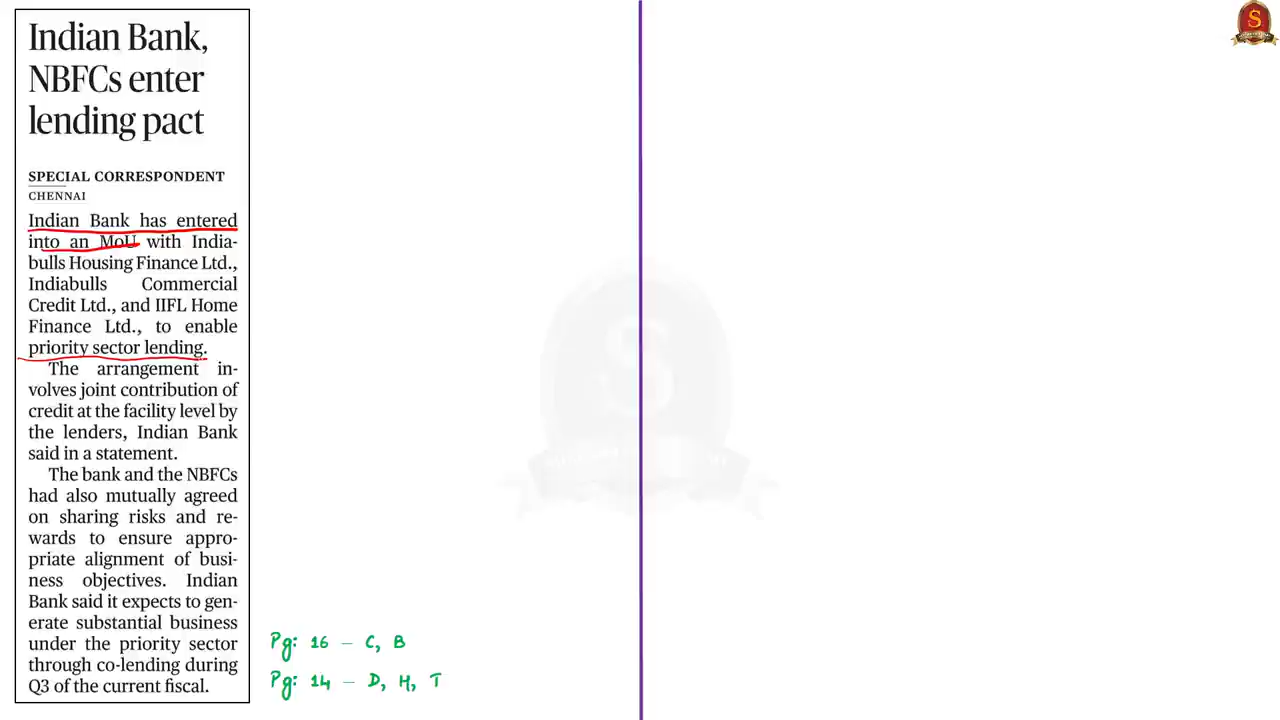 Indian Bank,
NBFCs enter
lending pact
SPECIAL CORRESPONDENT
CHENNAI
Indian Bank has entered
into an MoU with India-
bulls Housing Finance Ltd.,
Indiabulls Commercial
Credit Ltd., and IIFL Home
Finance Ltd., to enable
priority sector lending.
The arrangement in-
volves joint contribution of
credit at the facility level by
the lenders, Indian Bank
said in a statement.
The bank and the NBFCs
had also mutually agreed
on sharing risks and re-
wards to ensure appro-
priate alignment of busi-
ness objectives. Indian
Bank said it expects to gen-
erate substantial business
under the priority sector
through co-lending during
Q3 of the current fiscal.
Pg: 16 – C, B
Pg: 14 – D, H, T
S